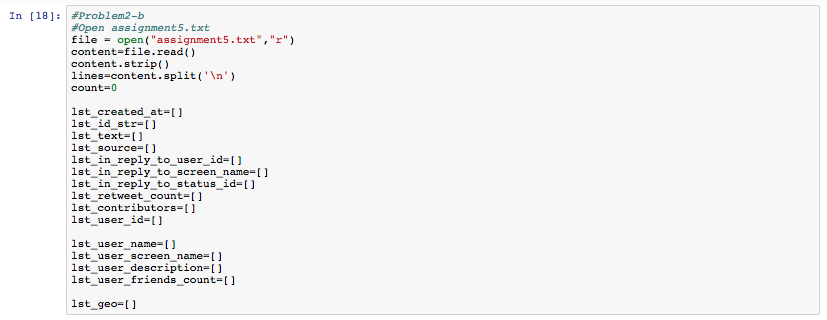 In [18]:
#Problem2-b
#Open assignment5.txt
file = open("assignment5.txt","r")
content=file.read()
content.strip()
lines=content.split('\n')
count=0
lst_created_at=[]
lst_id_str=[]
lst_text=[]
lst_source=[]
lst_in_reply_to_user_id=[]
lst_in_reply_to_screen_name=[]
lst_in_reply_to_status_id=[]
lst_retweet_count=[]
lst_contributors=[]
lst_user_id=[]
lst_user_name=[]
lst_user_screen_name=[]
lst_user_description=[]
lst_user_friends_count=[]
lst_geo=[]